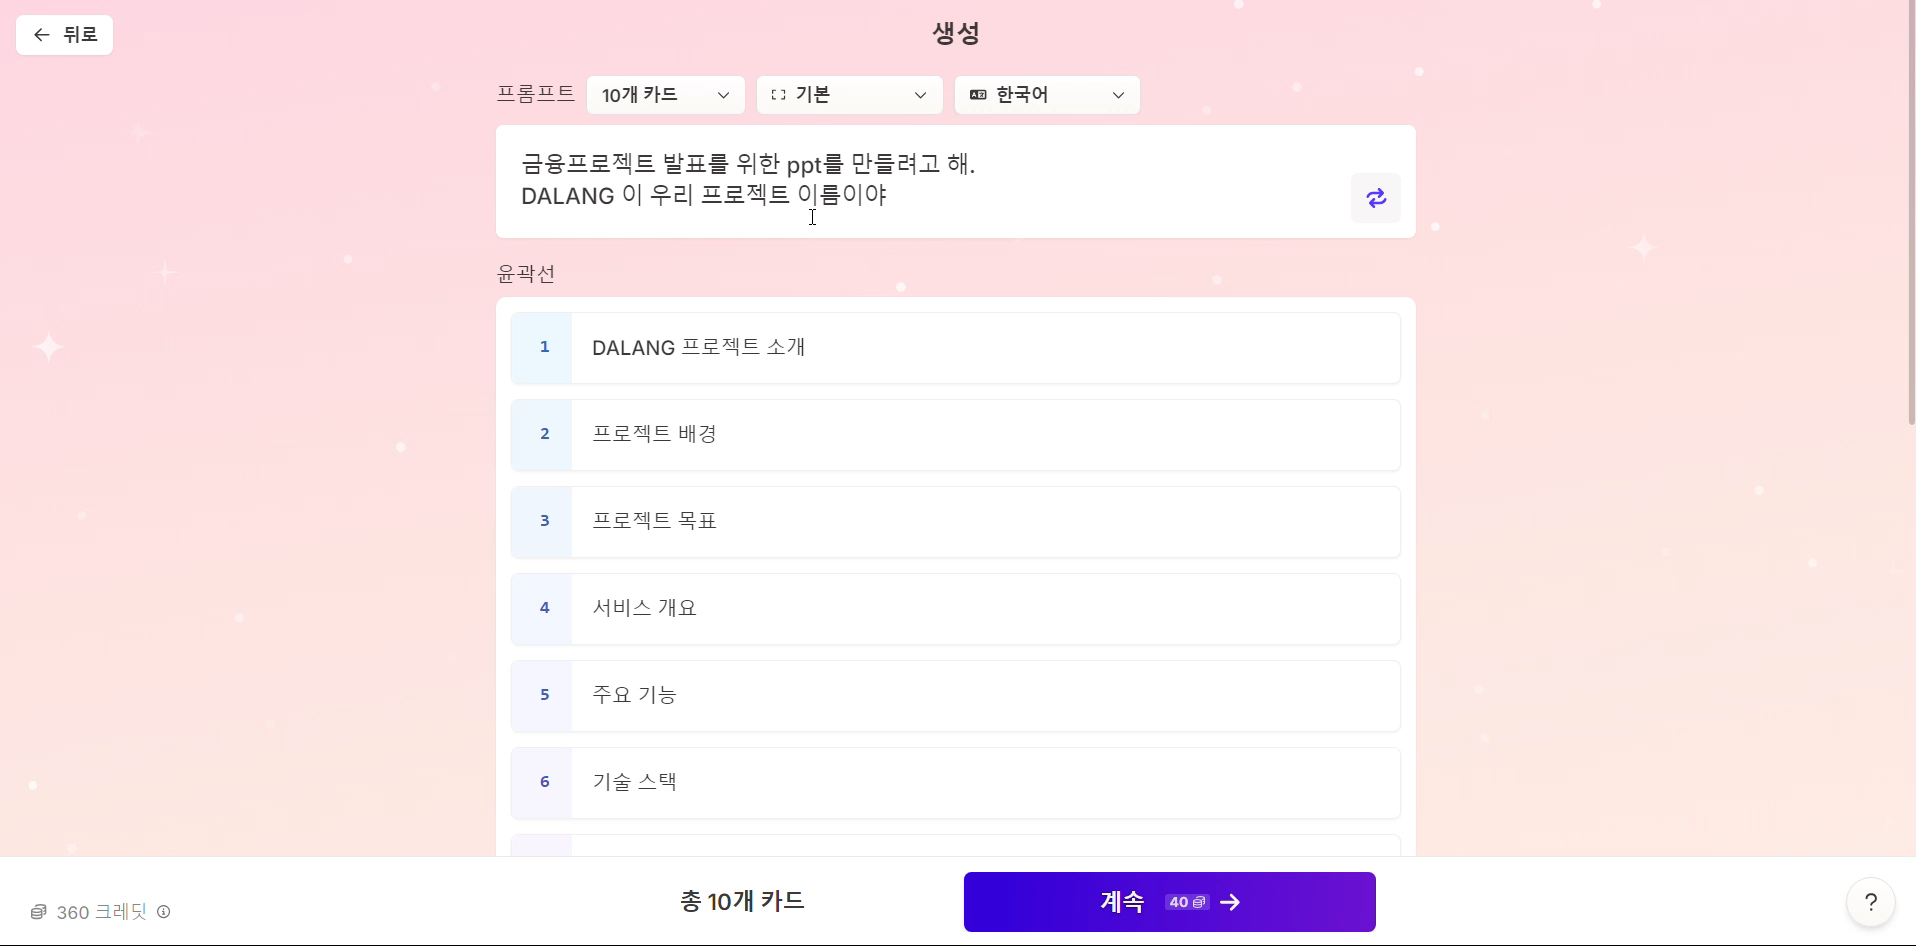 뒤로
생성
프롬프트
10개 카드
기본
한국어
금융프로젝트 발표를 위한 ppt를 만들려고 해.
DALANG 이 우리 프로젝트 이름이야
윤곽선
1 DALANG 프로젝트 소개
2 프로젝트 배경
3 프로젝트 목표
4 서비스 개요
5 주요 기능
6 기술 스택
360 크레딧
총 10개 카드
계속 40
?